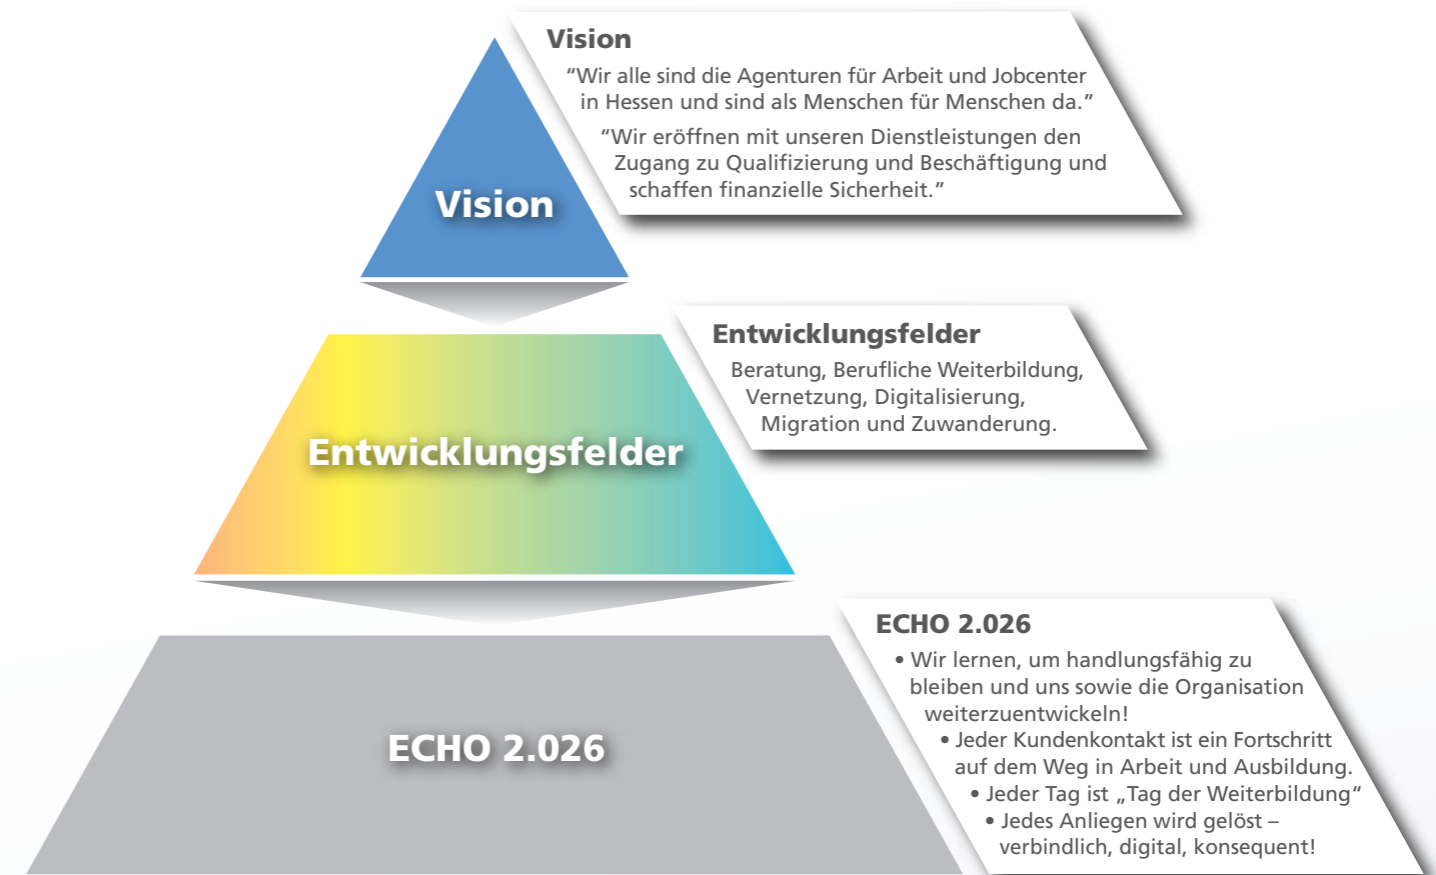 Vision
“Wir alle sind die Agenturen für Arbeit und Jobcenter
in Hessen und sind als Menschen für Menschen da.”
“Wir eröffnen mit unseren Dienstleistungen den
Zugang zu Qualifizierung und Beschäftigung und
schaffen finanzielle Sicherheit.”
Vision
Entwicklungsfelder
Beratung, Berufliche Weiterbildung,
Vernetzung, Digitalisierung,
Migration und Zuwanderung.
Entwicklungsfelder
ECHO 2.026
• Wir lernen, um handlungsfähig zu
bleiben und uns sowie die Organisation
weiterzuentwickeln!
• Jeder Kundenkontakt ist ein Fortschritt
auf dem Weg in Arbeit und Ausbildung.
• Jeder Tag ist „Tag der Weiterbildung“
• Jedes Anliegen wird gelöst –
verbindlich, digital, konsequent!
ECHO 2.026